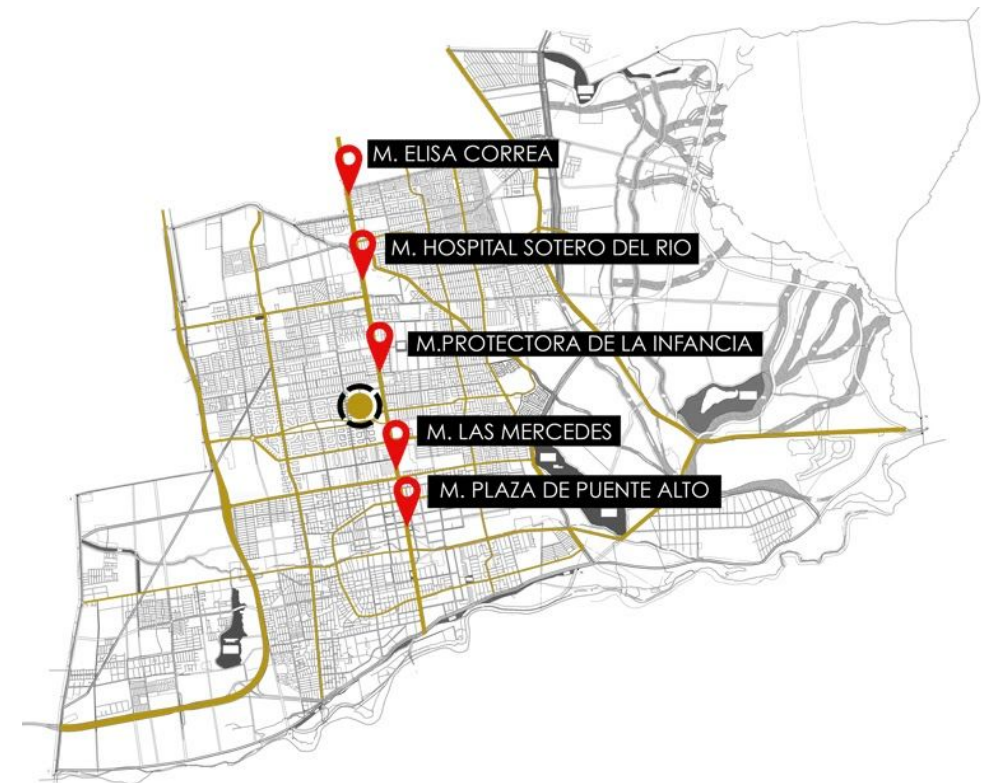 M. ELISA CORREA
M. HOSPITAL SOTERO DEL RIO
M.PROTECTORA DE LA INFANCIA
M. LAS MERCEDES
M. PLAZA DE PUENTE ALTO